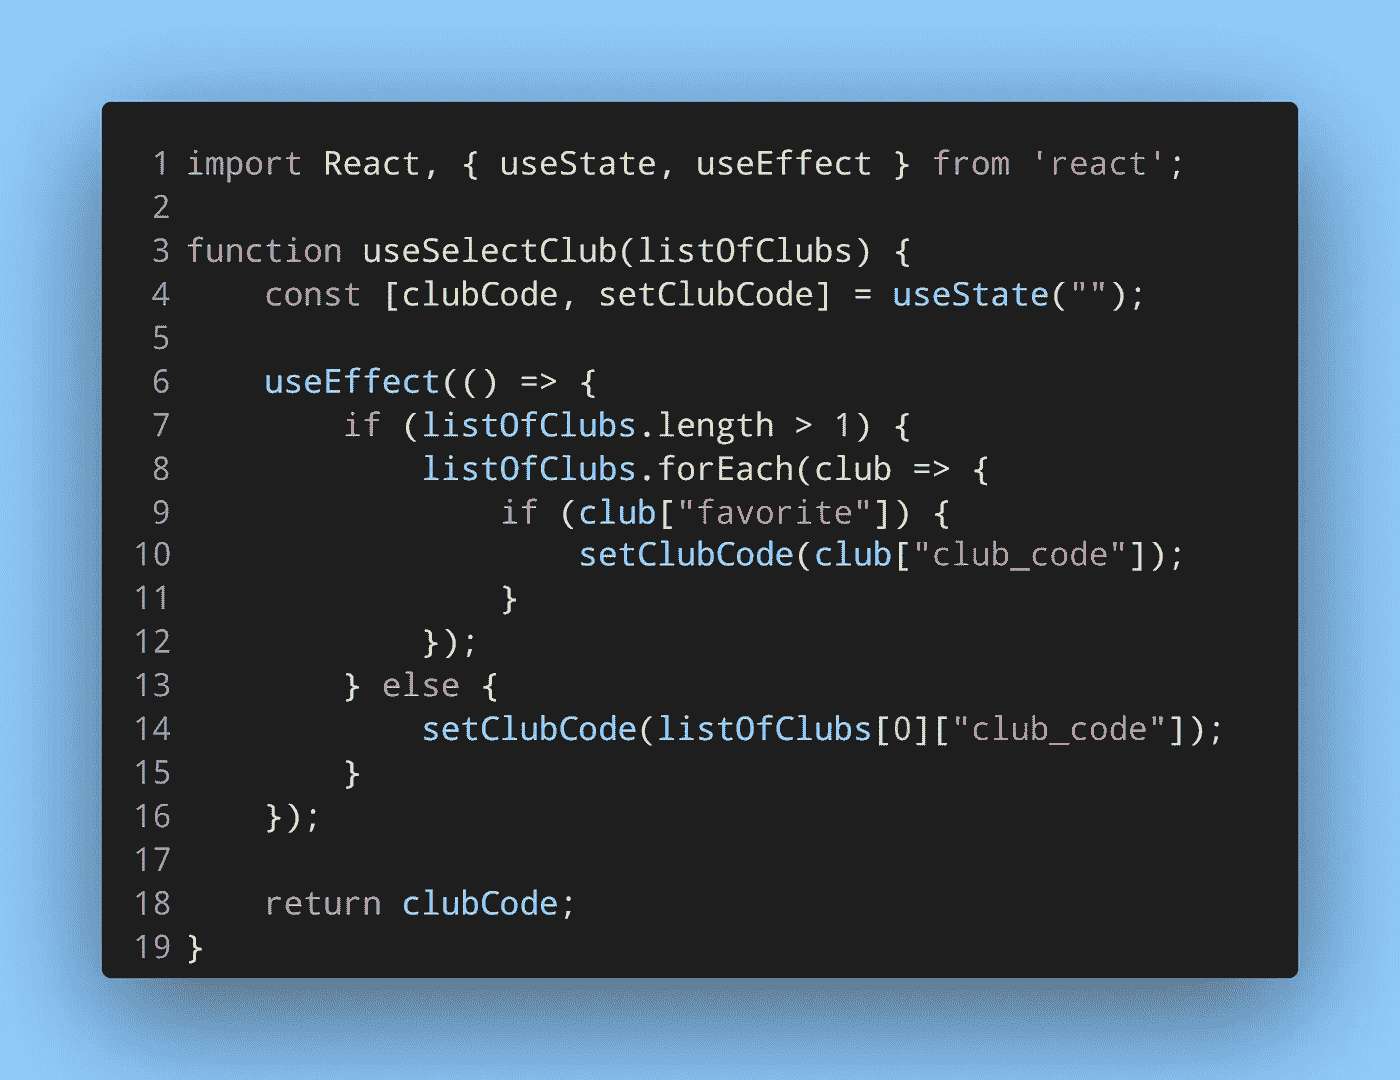 1 import React, { useState, useEffect } from 'react';
2
3 function useSelectClub(listOfClubs) {
4     const [clubCode, setClubCode] = useState("");
5
6     useEffect(() => {
7         if (listOfClubs.length > 1) {
8             listOfClubs.forEach(club => {
9                 if (club["favorite"]) {
10                     setClubCode(club["club_code"]);
11                 }
12             });
13         } else {
14             setClubCode(listOfClubs[0]["club_code"]);
15         }
16     });
17
18     return clubCode;
19 }